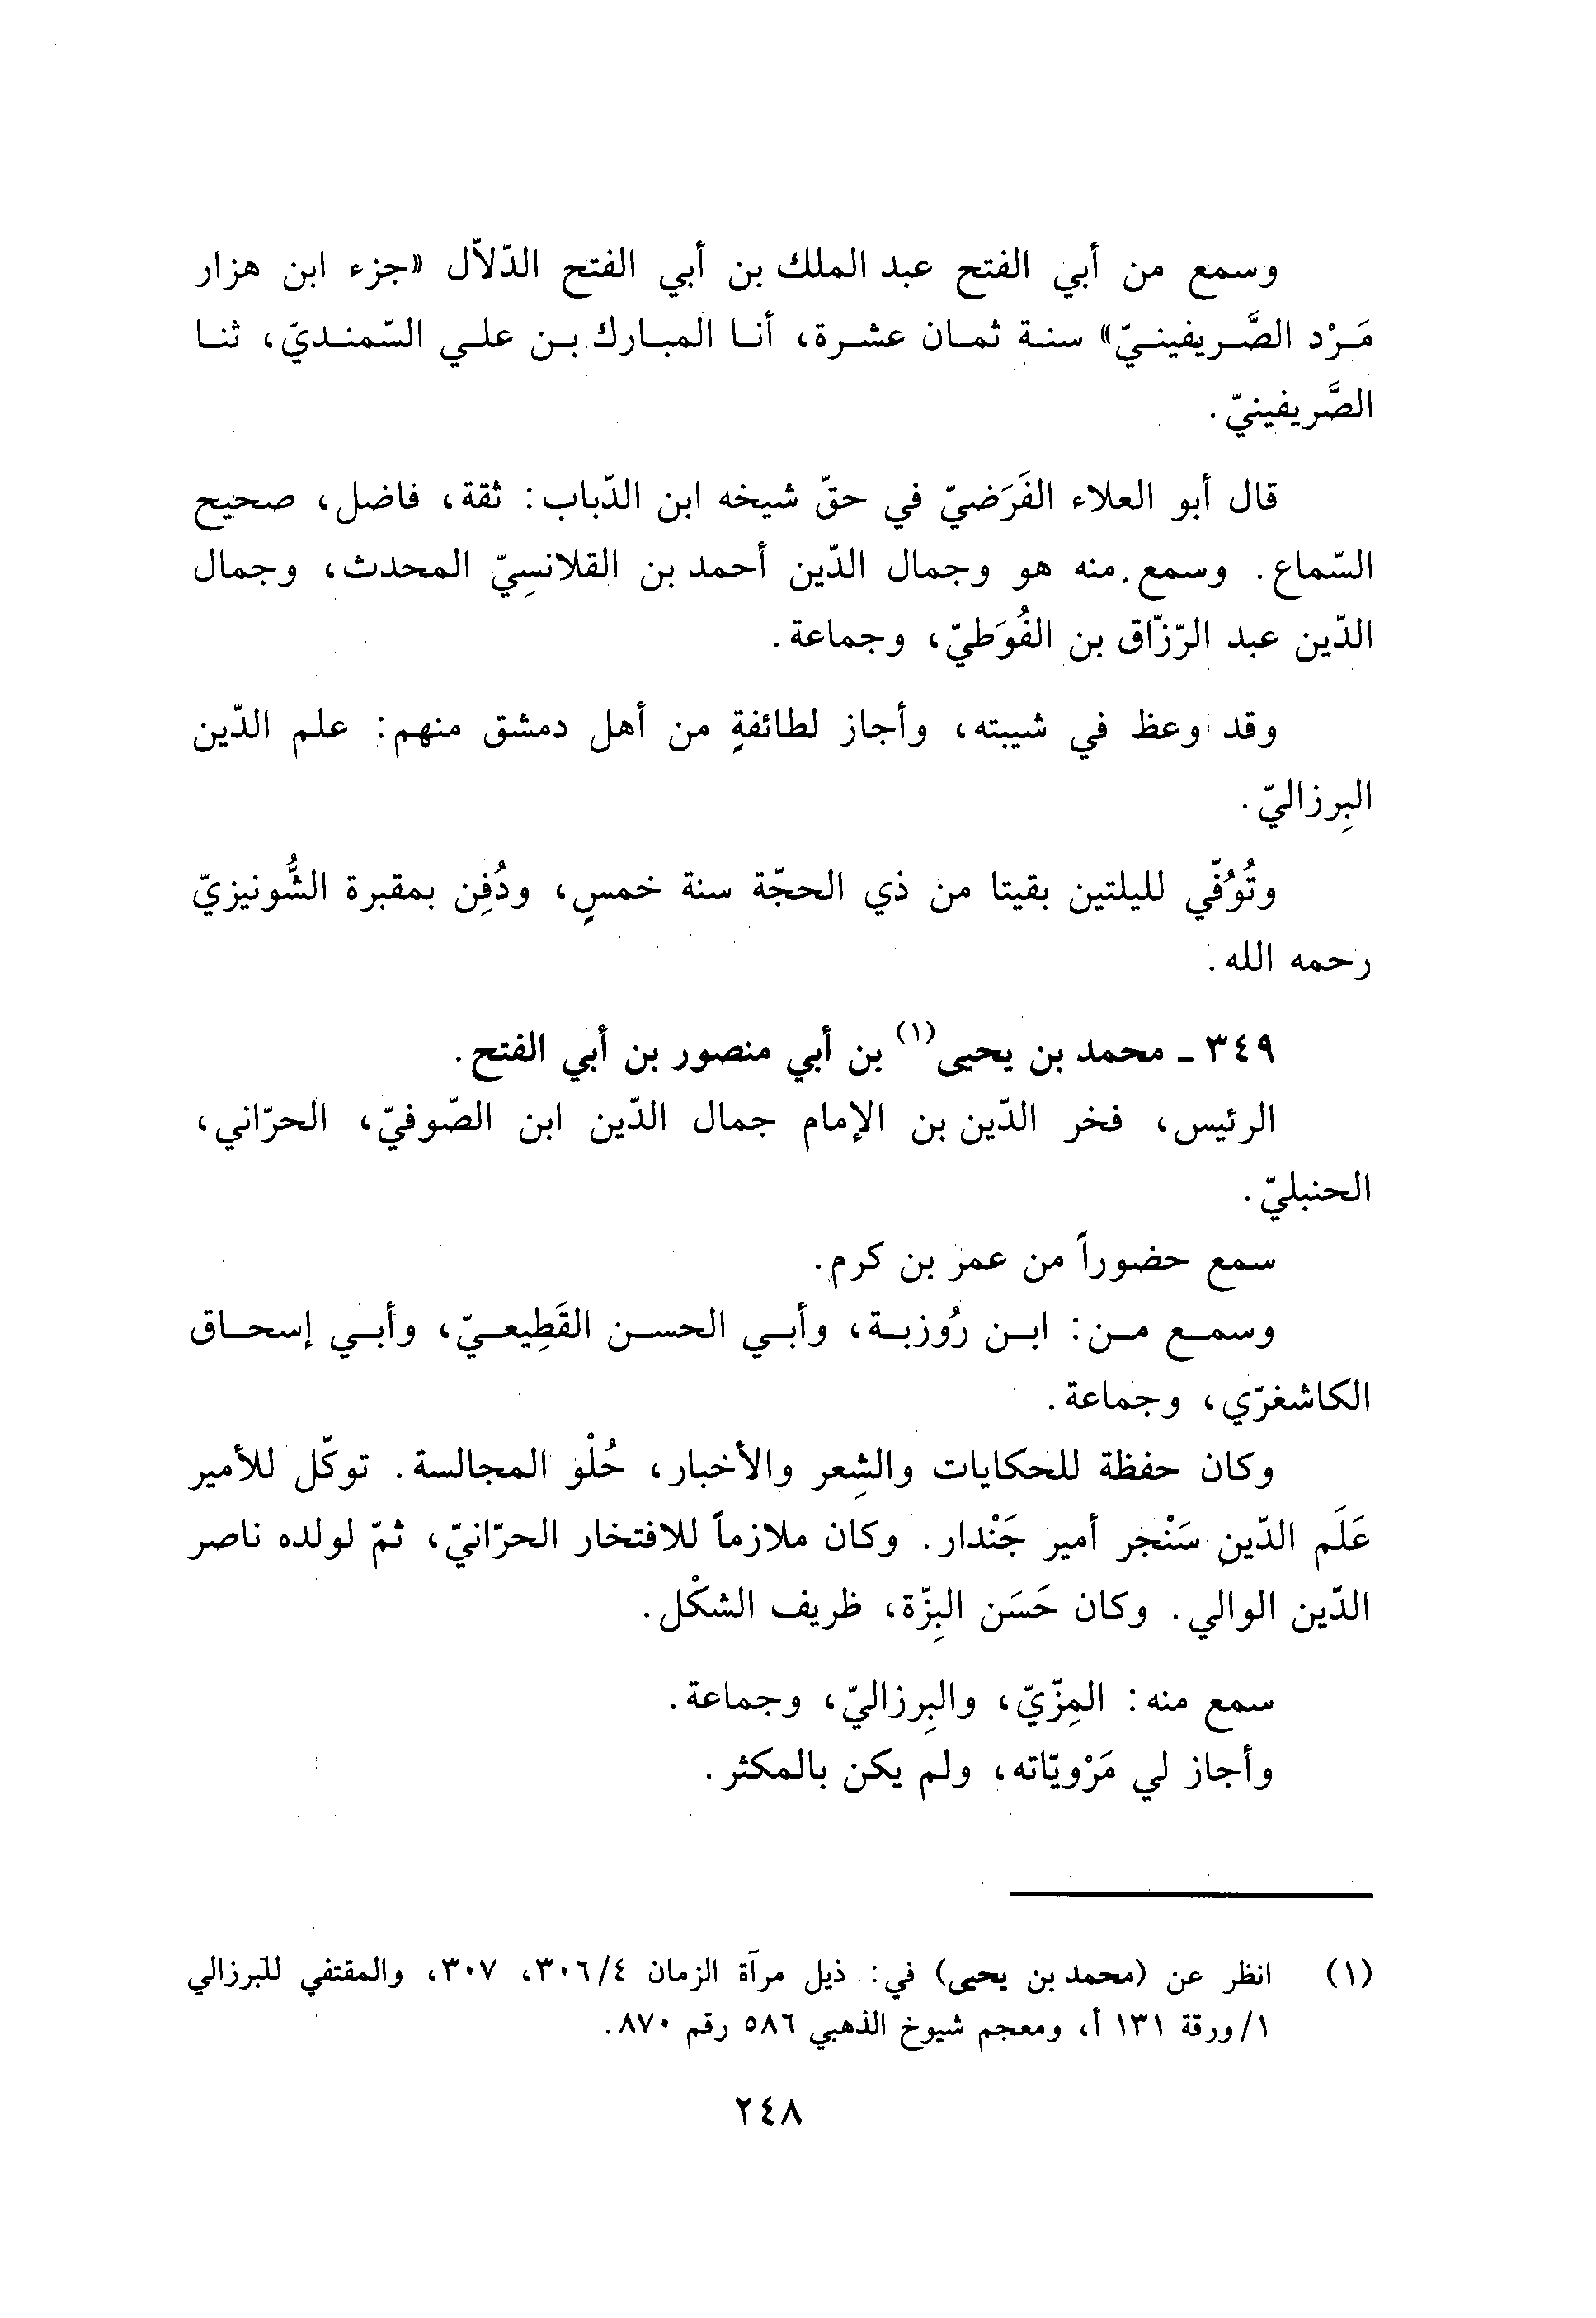 وسمع من أبي الفتح عبد الملك بن أبي الفتح الدّلاّل «جزء ابن هزار
مَرْد الصَّريفينيّ» سنة ثمان عشرة، أنا المبارك بن علي السّمنديّ، ثنا
الصَّريفينيّ.
قال أبو العلاء الفَرَضيّ في حقّ شيخه ابن الدّباب: ثقة، فاضل، صحيح
السّماع. وسمع منه هو وجمال الدّين أحمد بن القلانسِيّ المحدث، وجمال
الدّين عبد الرّزّاق بن الفُوَطيّ، وجماعة.
وقد وعظ في شبيبته، وأجاز لطائفةٍ من أهل دمشق منهم: علم الدّين
البِرزاليّ.
وتُوُفّي لليلتين بقيتا من ذي الحجّة سنة خمسٍ، ودُفِن بمقبرة الشُّونيزيّ
رحمه الله.
٣٤٩ ـ محمد بن يحيى(١) بن أبي منصور بن أبي الفتح.
الرئيس، فخر الدّين بن الإمام جمال الدّين ابن الصّوفيّ، الحرّاني،
الحنبليّ.
سمع حضوراً من عمر بن كرم.
وسمع من: ابن رُوزبة، وأبي الحسن القَطِيعيّ، وأبي إسحاق
الكاشغرّي، وجماعة.
وكان حفظة للحكايات والشِعر والأخبار، حُلْو المجالسة. توكّل للأمير
عَلَم الدّين سَنْجر أمير جَنْدار. وكان ملازماً للافتخار الحرّانيّ، ثمّ لولده ناصر
الدّين الوالي. وكان حَسَن البِزّة، ظريف الشكْل.
سمع منه: المِزّيّ، والبِرزاليّ، وجماعة.
وأجاز لي مَرْويّاته، ولم يكن بالمكثر.
(١) انظر عن (محمد بن يحيى) في: ذيل مرآة الزمان ٣٠٦/٤، ٣٠٧، والمقتفي للبرزالي
١/ورقة ١٣١ أ، ومعجم شيوخ الذهبي ٥٨٦ رقم ٨٧٠.
٢٤٨